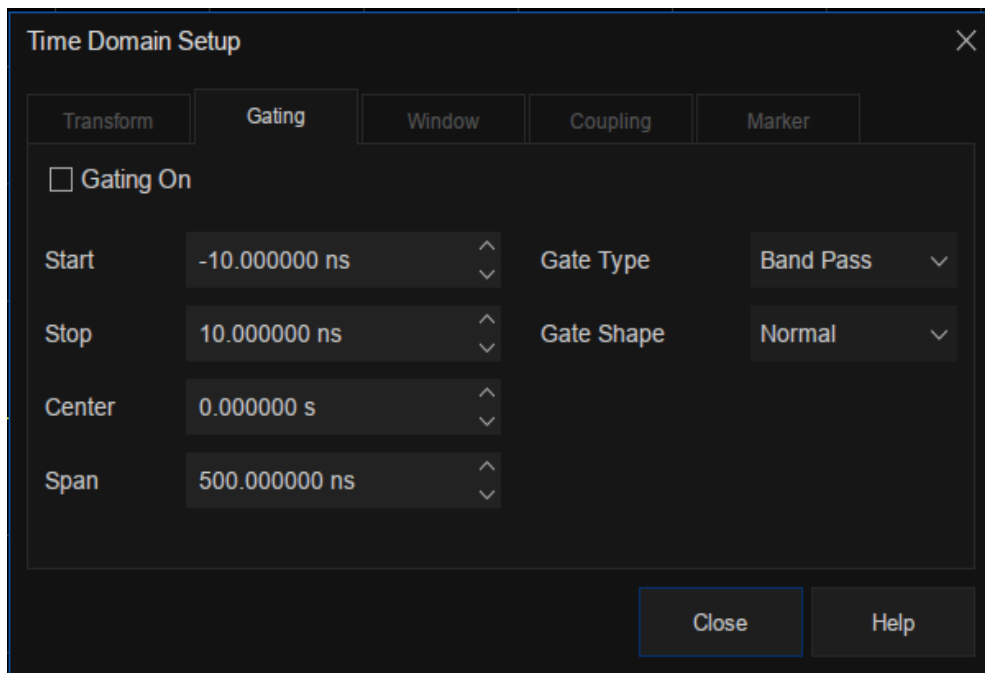 Time Domain Setup
Transform Gating Window Coupling Marker
Gating On
Start -10.000000 ns Gate Type Band Pass
Stop 10.000000 ns Gate Shape Normal
Center 0.000000 s
Span 500.000000 ns
Close Help